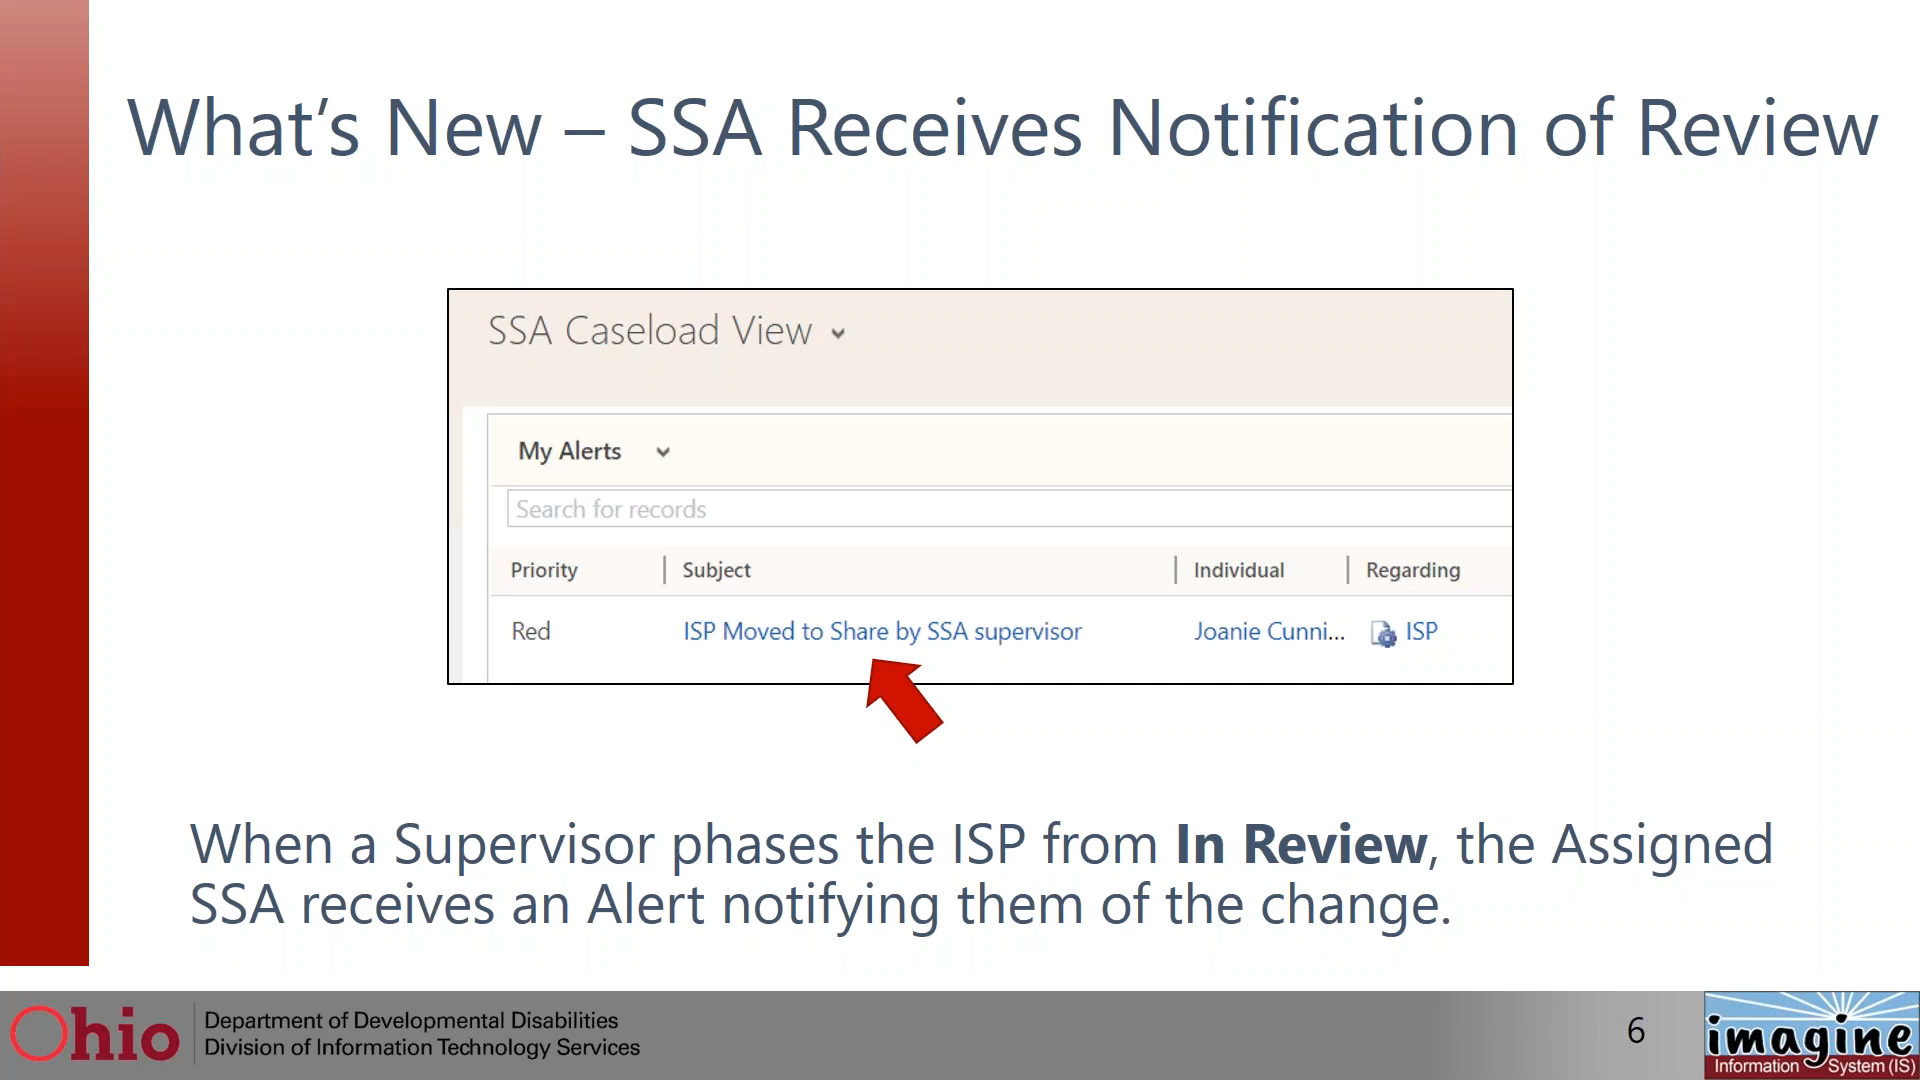 What‘s New – SSA Receives Notification of Review
SSA Caseload View
My Alerts
Search for records
Priority | Subject | Individual | Regarding
Red ISP Moved to Share by SSA supervisor Joanie Cunni... ISP
When a Supervisor phases the ISP from In Review, the Assigned
SSA receives an Alert notifying them of the change.
Ohio
Department of Developmental Disabilities
Division of Information Technology Services
6
imagine
Information System (IS)